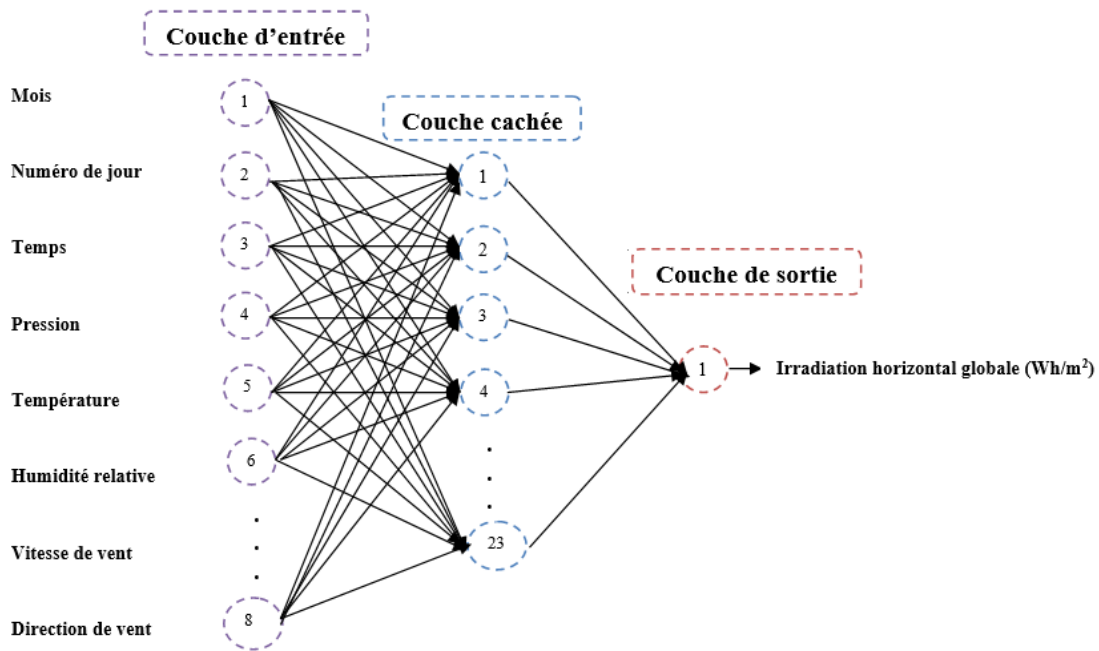 Couche d'entrée
Mois
1
Couche cachée
Numéro de jour
2
1
Temps
3
2
Couche de sortie
Pression
4
3
1
Irradiation horizontal globale (Wh/m²)
Température
5
4
Humidité relative
6
Vitesse de vent
23
Direction de vent
8